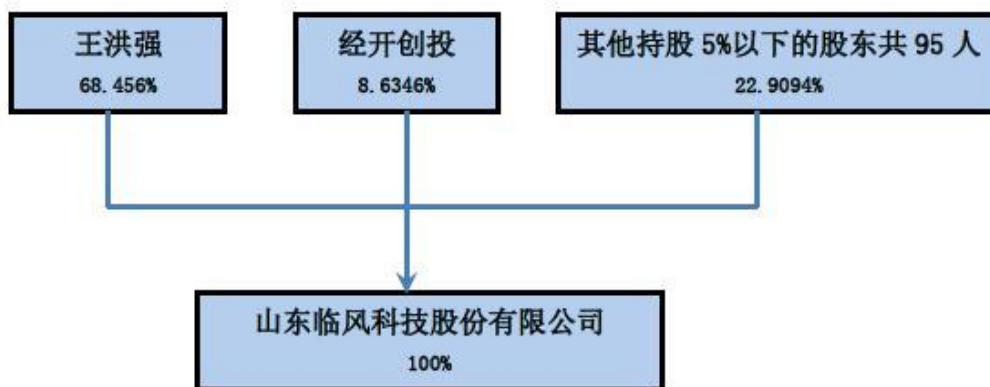 王洪强
68.456%
经开创投
8.6346%
其他持股 5%以下的股东共 95 人
22.9094%
山东临风科技股份有限公司
100%